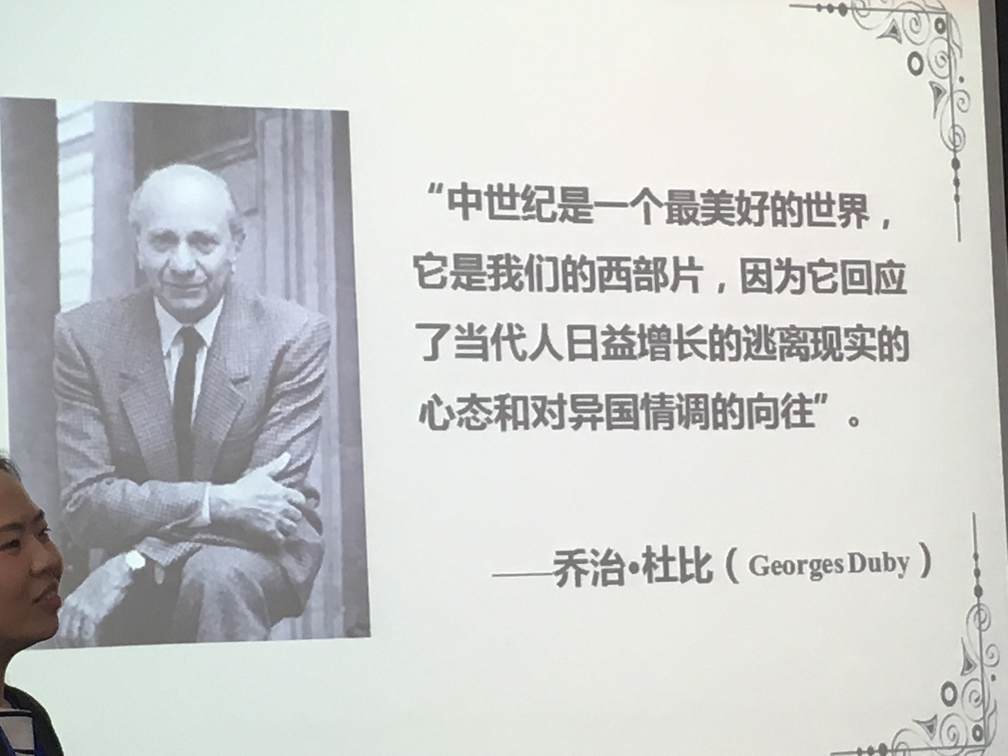 “中世纪是一个最美好的世界，
它是我们的西部片，因为它回应
了当代人日益增长的逃离现实的
心态和对异国情调的向往”。
——乔治•杜比（Georges Duby）